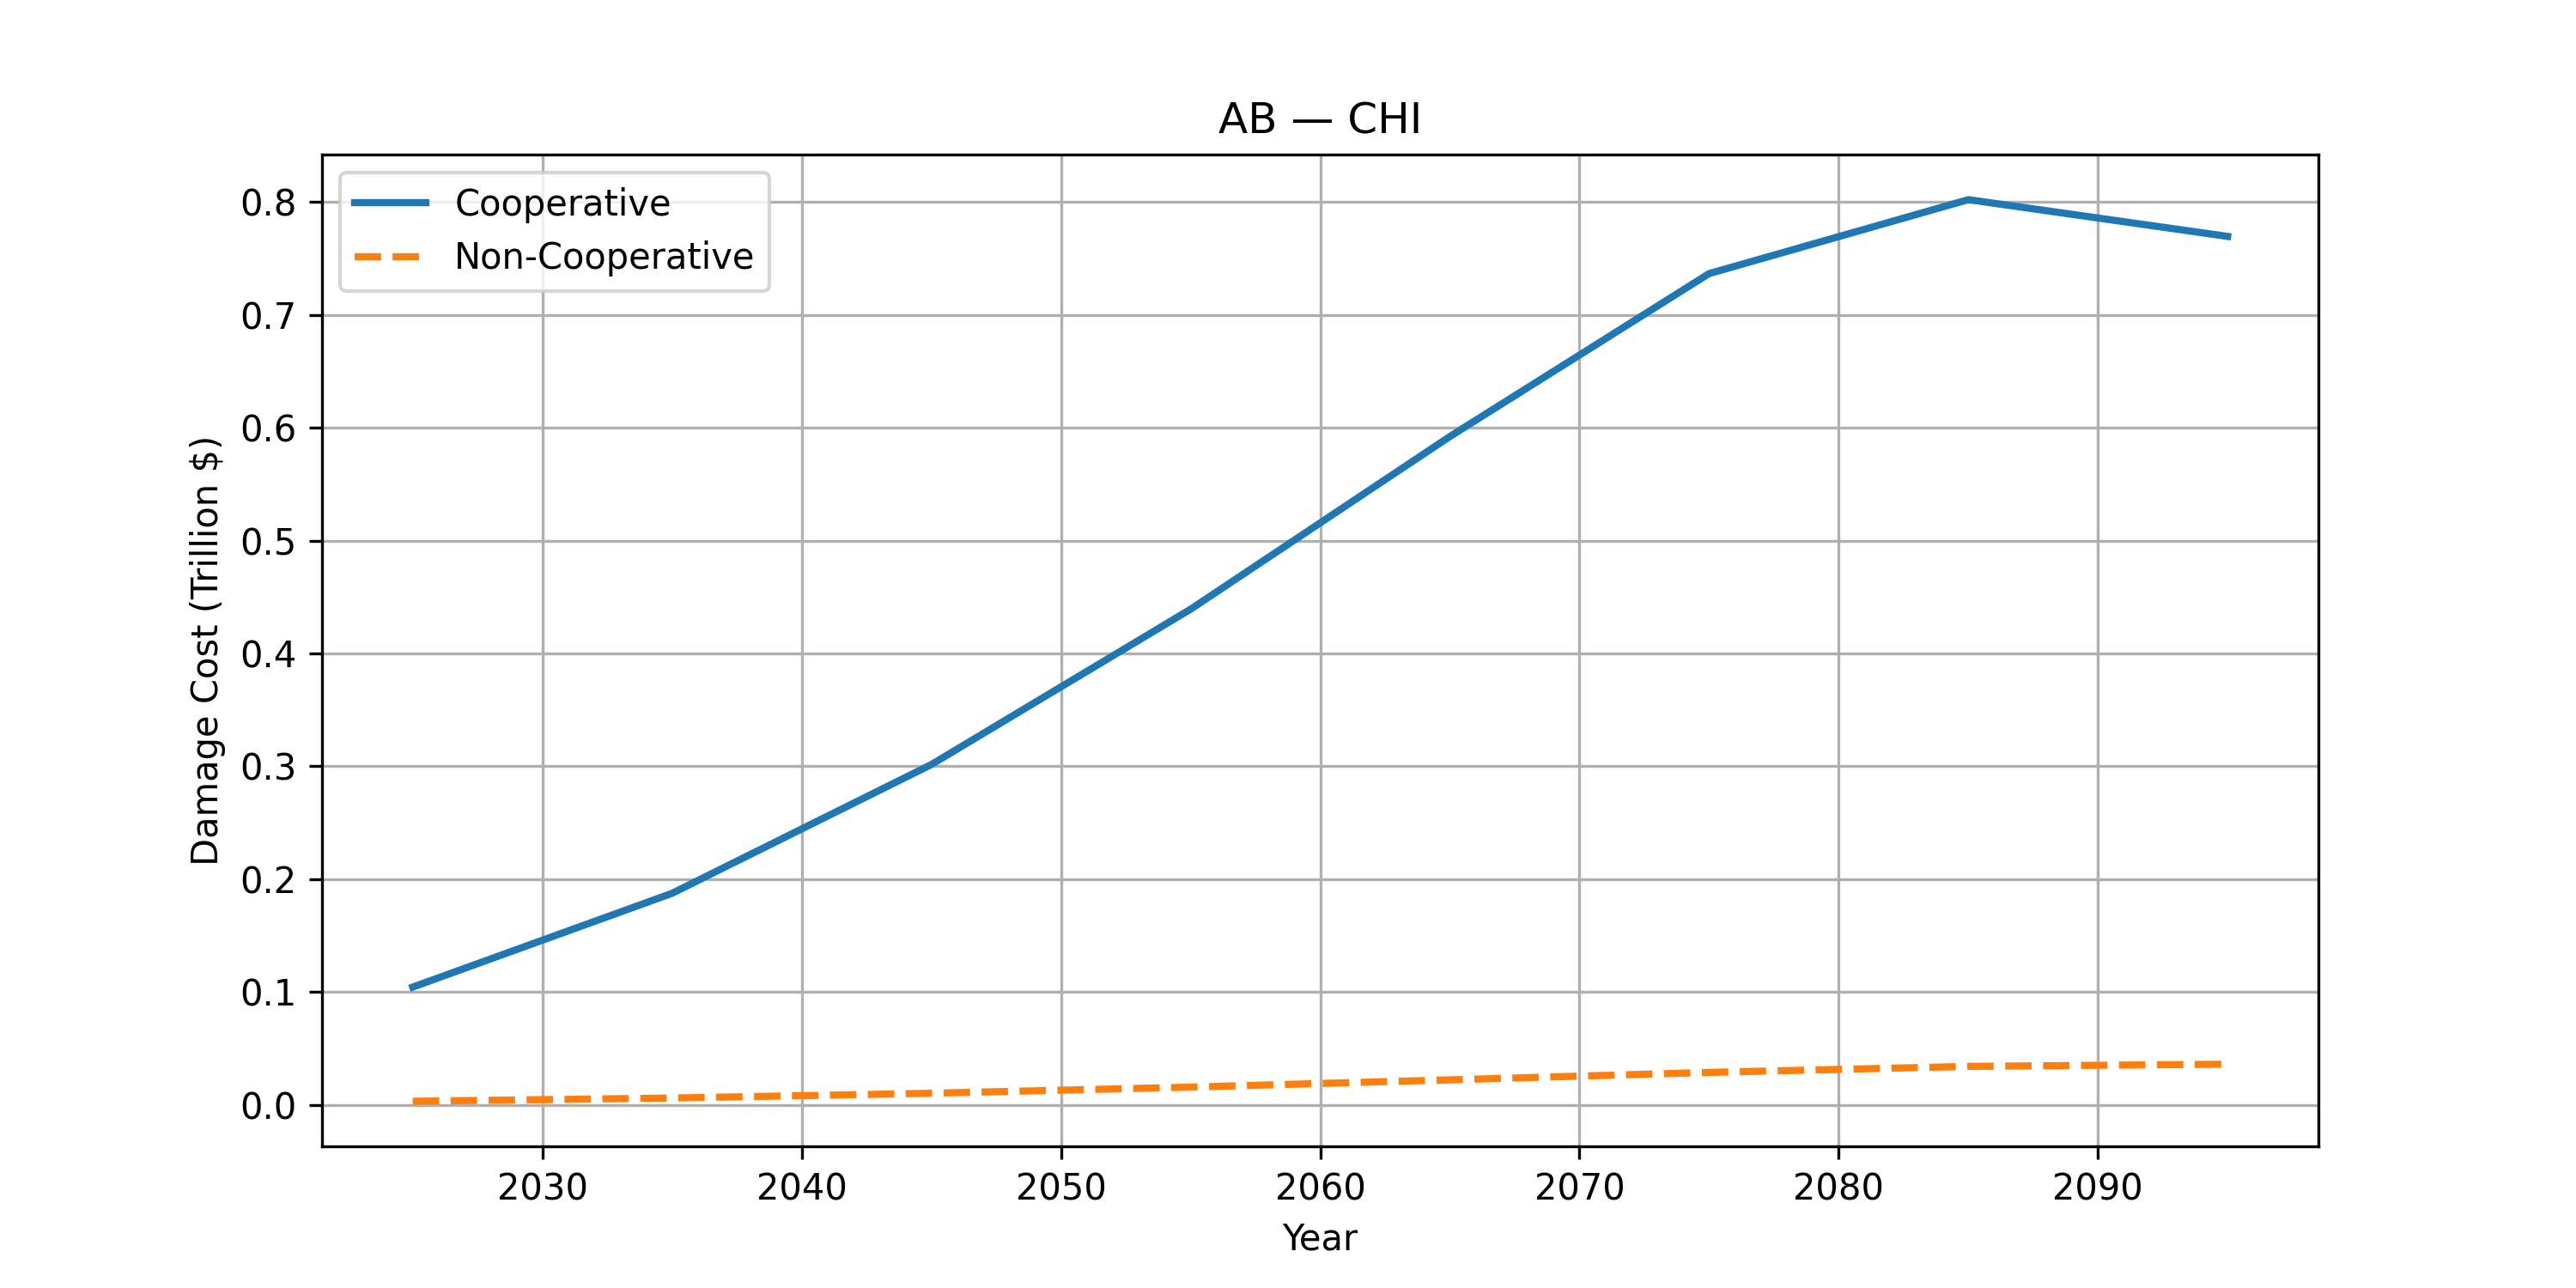 AB — CHI
Cooperative
Non-Cooperative
Damage Cost (Trillion $)
0.8
0.7
0.6
0.5
0.4
0.3
0.2
0.1
0.0
2030 2040 2050 2060 2070 2080 2090
Year